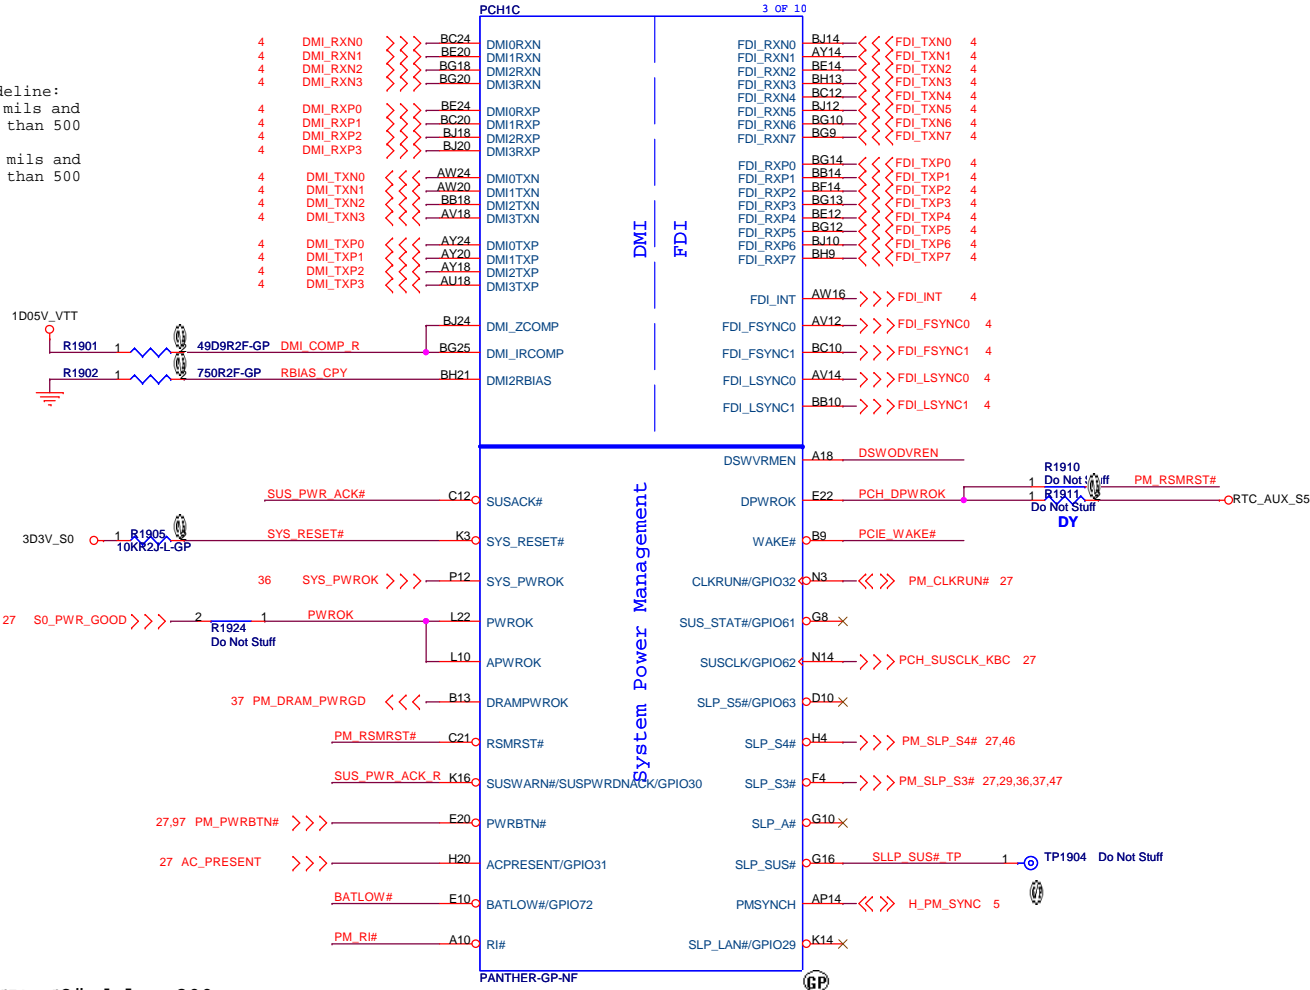 PCH1C
3 OF 10
4 DMI_RXN0 BC24 DMI0RXN FDI_RXN0 BJ14 FDI_TXN0 4
4 DMI_RXN1 BE20 DMI1RXN FDI_RXN1 AY14 FDI_TXN1 4
4 DMI_RXN2 BG18 DMI2RXN FDI_RXN2 BE14 FDI_TXN2 4
4 DMI_RXN3 BG20 DMI3RXN FDI_RXN3 BH13 FDI_TXN3 4
FDI_RXN4 BC12 FDI_TXN4 4
deline:
mils and
than 500
4 DMI_RXP0 BE24 DMI0RXP FDI_RXN5 BJ12 FDI_TXN5 4
4 DMI_RXP1 BC20 DMI1RXP FDI_RXN6 BG10 FDI_TXN6 4
4 DMI_RXP2 BJ18 DMI2RXP FDI_RXN7 BG9 FDI_TXN7 4
4 DMI_RXP3 BJ20 DMI3RXP
mils and
than 500
FDI_RXP0 BG14 FDI_TXP0 4
4 DMI_TXN0 AW24 DMI0TXN FDI_RXP1 BB14 FDI_TXP1 4
4 DMI_TXN1 AW20 DMI1TXN FDI_RXP2 BF14 FDI_TXP2 4
4 DMI_TXN2 BB18 DMI2TXN FDI_RXP3 BG13 FDI_TXP3 4
4 DMI_TXN3 AV18 DMI3TXN FDI_RXP4 BE12 FDI_TXP4 4
FDI_RXP5 BG12 FDI_TXP5 4
4 DMI_TXP0 AY24 DMI0TXP FDI_RXP6 BJ10 FDI_TXP6 4
4 DMI_TXP1 AY20 DMI1TXP FDI_RXP7 BH9 FDI_TXP7 4
4 DMI_TXP2 AY18 DMI2TXP
4 DMI_TXP3 AU18 DMI3TXP
DMI
FDI
FDI_INT AW16 FDI_INT 4
1D05V_VTT
BJ24 DMI_ZCOMP FDI_FSYNC0 AV12 FDI_FSYNC0 4
R1901 1 2 49D9R2F-GP DMI_COMP_R BG25 DMI_IRCOMP FDI_FSYNC1 BC10 FDI_FSYNC1 4
R1902 1 2 750R2F-GP RBIAS_CPY BH21 DMI2RBIAS FDI_LSYNC0 AV14 FDI_LSYNC0 4
FDI_LSYNC1 BB10 FDI_LSYNC1 4
System Power Management
DSWVRMEN A18 DSWODVREN
R1910
1 Do Not Stuff PM_RSMRST#
SUS_PWR_ACK# C12 SUSACK# DPWROK E22 PCH_DPWROK 1 R1911 RTC_AUX_S5
Do Not Stuff
DY
3D3V_S0 1 R1905 SYS_RESET# K3 SYS_RESET# WAKE# B9 PCIE_WAKE#
10KR2J-L-GP
36 SYS_PWROK P12 SYS_PWROK CLKRUN#/GPIO32 N3 PM_CLKRUN# 27
27 S0_PWR_GOOD 2 1 PWROK L22 PWROK SUS_STAT#/GPIO61 G8
R1924
Do Not Stuff
L10 APWROK SUSCLK/GPIO62 N14 PCH_SUSCLK_KBC 27
37 PM_DRAM_PWRGD B13 DRAMPWROK SLP_S5#/GPIO63 D10
PM_RSMRST# C21 RSMRST# SLP_S4# H4 PM_SLP_S4# 27,46
SUS_PWR_ACK_R K16 SUSWARN#/SUSPWRDNACK/GPIO30 SLP_S3# F4 PM_SLP_S3# 27,29,36,37,47
27,97 PM_PWRBTN# E20 PWRBTN# SLP_A# G10
27 AC_PRESENT H20 ACPRESENT/GPIO31 SLP_SUS# G16 SLLP_SUS#_TP 1 TP1904 Do Not Stuff
BATLOW# E10 BATLOW#/GPIO72 PMSYNCH AP14 H_PM_SYNC 5
PM_RI# A10 RI# SLP_LAN#/GPIO29 K14
PANTHER-GP-NF
GP